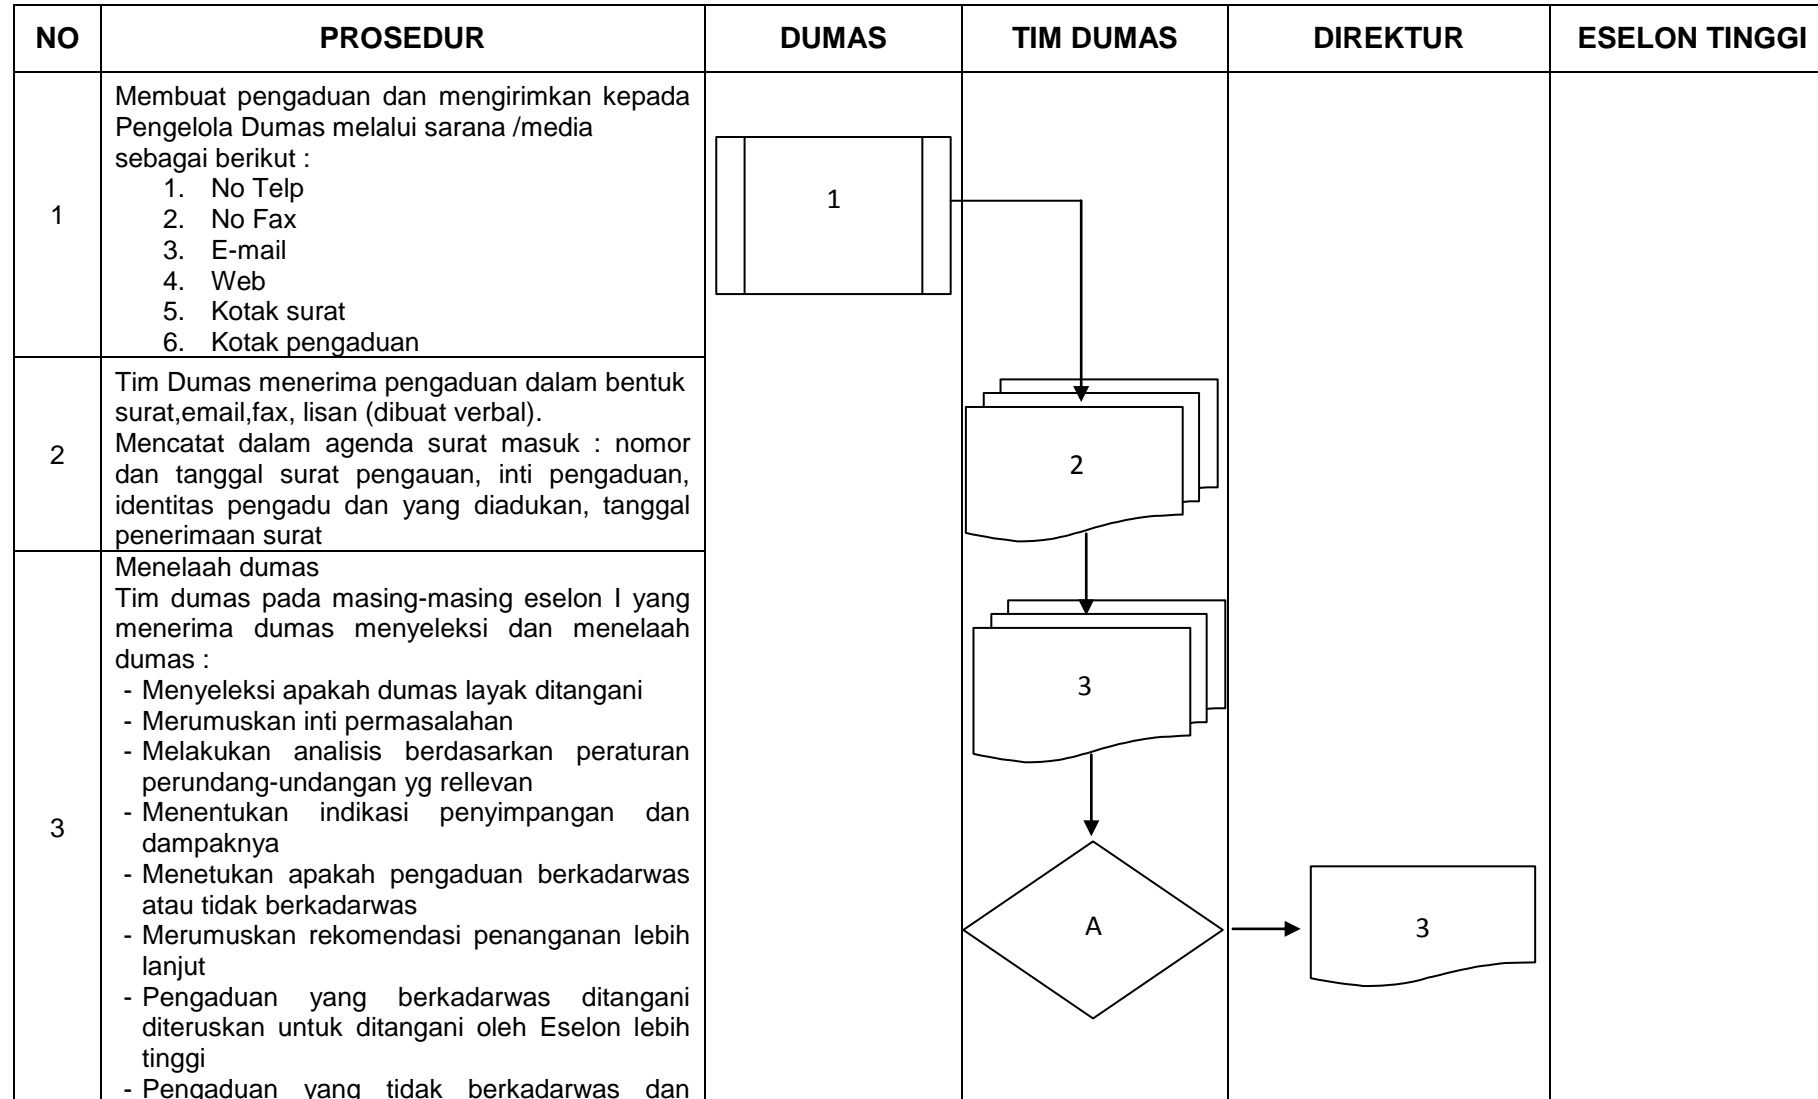 NO PROSEDUR DUMAS TIM DUMAS DIREKTUR ESELON TINGGI
1
Membuat pengaduan dan mengirimkan kepada
Pengelola Dumas melalui sarana /media
sebagai berikut :
1. No Telp
2. No Fax
3. E-mail
4. Web
5. Kotak surat
6. Kotak pengaduan
1
2
Tim Dumas menerima pengaduan dalam bentuk
surat,email,fax, lisan (dibuat verbal).
Mencatat dalam agenda surat masuk : nomor
dan tanggal surat pengauan, inti pengaduan,
identitas pengadu dan yang diadukan, tanggal
penerimaan surat
2
3
Menelaah dumas
Tim dumas pada masing-masing eselon I yang
menerima dumas menyeleksi dan menelaah
dumas :
- Menyeleksi apakah dumas layak ditangani
- Merumuskan inti permasalahan
- Melakukan analisis berdasarkan peraturan
perundang-undangan yg rellevan
- Menentukan indikasi penyimpangan dan
dampaknya
- Menetukan apakah pengaduan berkadarwas
atau tidak berkadarwas
- Merumuskan rekomendasi penanganan lebih
lanjut
- Pengaduan yang berkadarwas ditangani
diteruskan untuk ditangani oleh Eselon lebih
tinggi
- Pengaduan yang tidak berkadarwas dan
3
A
3